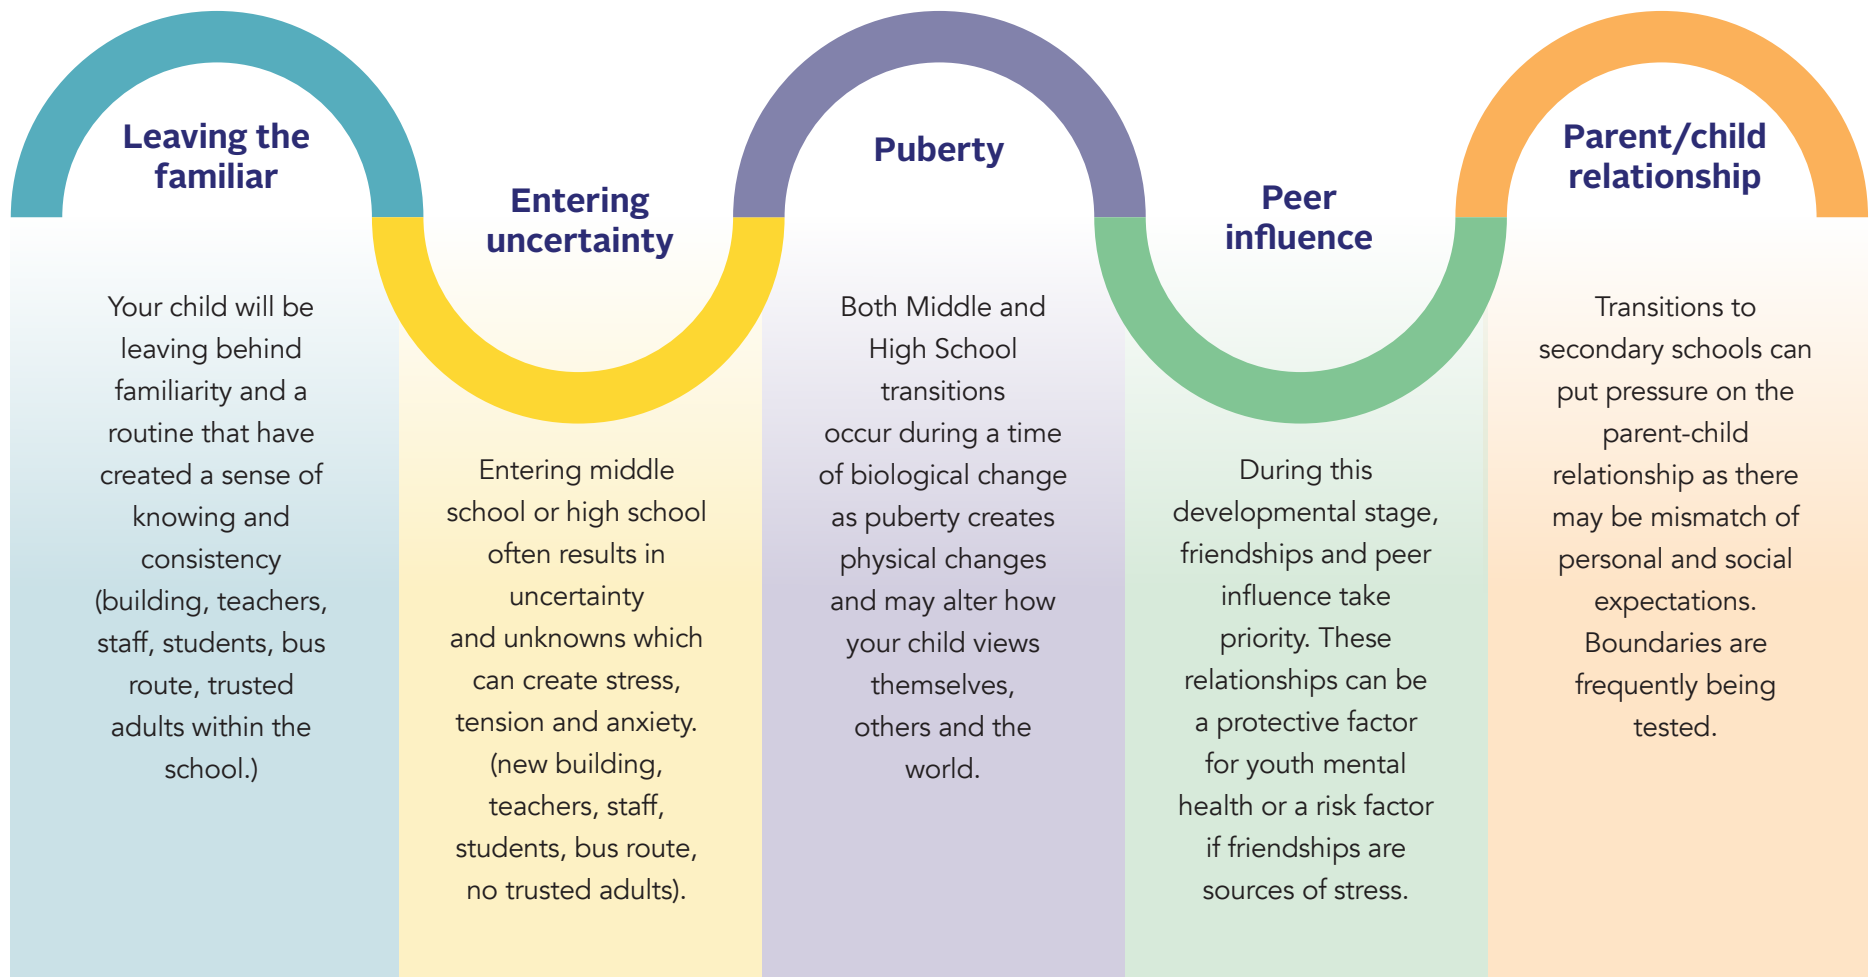 Leaving the
familiar
Your child will be
leaving behind
familiarity and a
routine that have
created a sense of
knowing and
consistency
(building, teachers,
staff, students, bus
route, trusted
adults within the
school.)
Entering
uncertainty
Entering middle
school or high school
often results in
uncertainty
and unknowns which
can create stress,
tension and anxiety.
(new building,
teachers, staff,
students, bus route,
no trusted adults).
Puberty
Both Middle and
High School
transitions
occur during a time
of biological change
as puberty creates
physical changes
and may alter how
your child views
themselves,
others and the
world.
Peer
influence
During this
developmental stage,
friendships and peer
influence take
priority. These
relationships can be
a protective factor
for youth mental
health or a risk factor
if friendships are
sources of stress.
Parent/child
relationship
Transitions to
secondary schools can
put pressure on the
parent-child
relationship as there
may be mismatch of
personal and social
expectations.
Boundaries are
frequently being
tested.